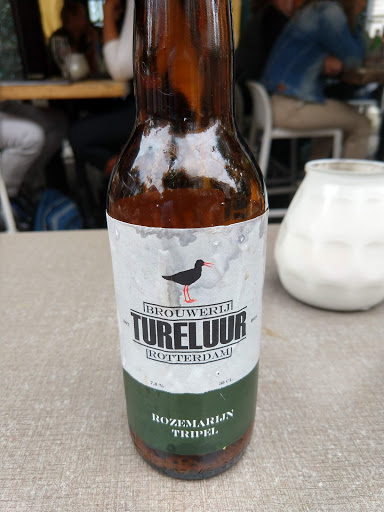 BROUWERIJ
TURELUUR
ROTTERDAM
ROZEMARIJN
TRIPEL